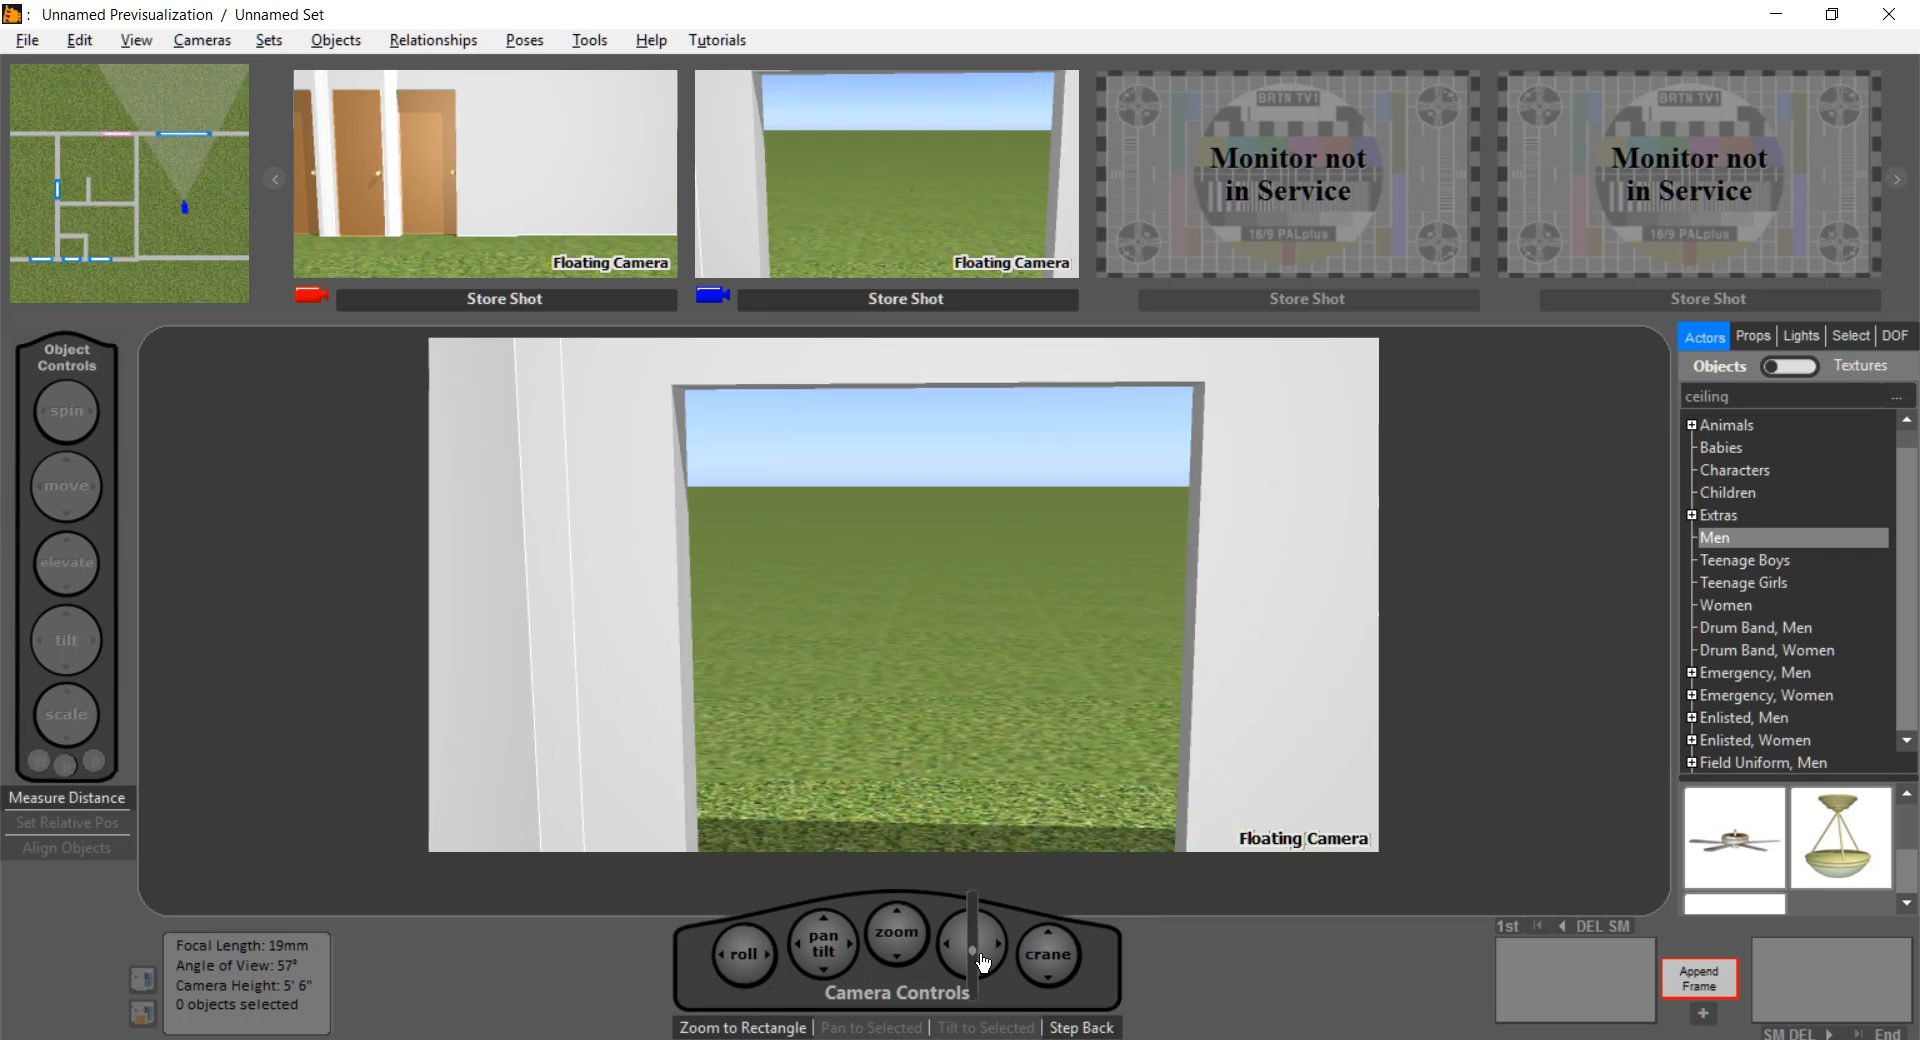 : Unnamed Previsualization / Unnamed Set
File Edit View Cameras Sets Objects Relationships Poses Tools Help Tutorials
Floating Camera
Floating Camera
BRTN TV1
Monitor not
in Service
16/9 PALplus
BRTN TV1
Monitor not
in Service
16/9 PALplus
Store Shot
Store Shot
Store Shot
Store Shot
Object
Controls
spin
move
elevate
tilt
scale
W
D
Measure Distance
Set Relative Pos
Align Objects
Floating Camera
Actors Props Lights Select DOF
Objects Textures
ceiling ...
Animals
Babies
Characters
Children
Extras
Men
Teenage Boys
Teenage Girls
Women
Drum Band, Men
Drum Band, Women
Emergency, Men
Emergency, Women
Enlisted, Men
Enlisted, Women
Field Uniform, Men
Focal Length: 19mm
Angle of View: 57°
Camera Height: 5' 6"
0 objects selected
roll
pan
tilt
zoom
crane
Camera Controls
Zoom to Rectangle Pan to Selected Tilt to Selected Step Back
1st DEL SM
Append
Frame
+
SM DEL End